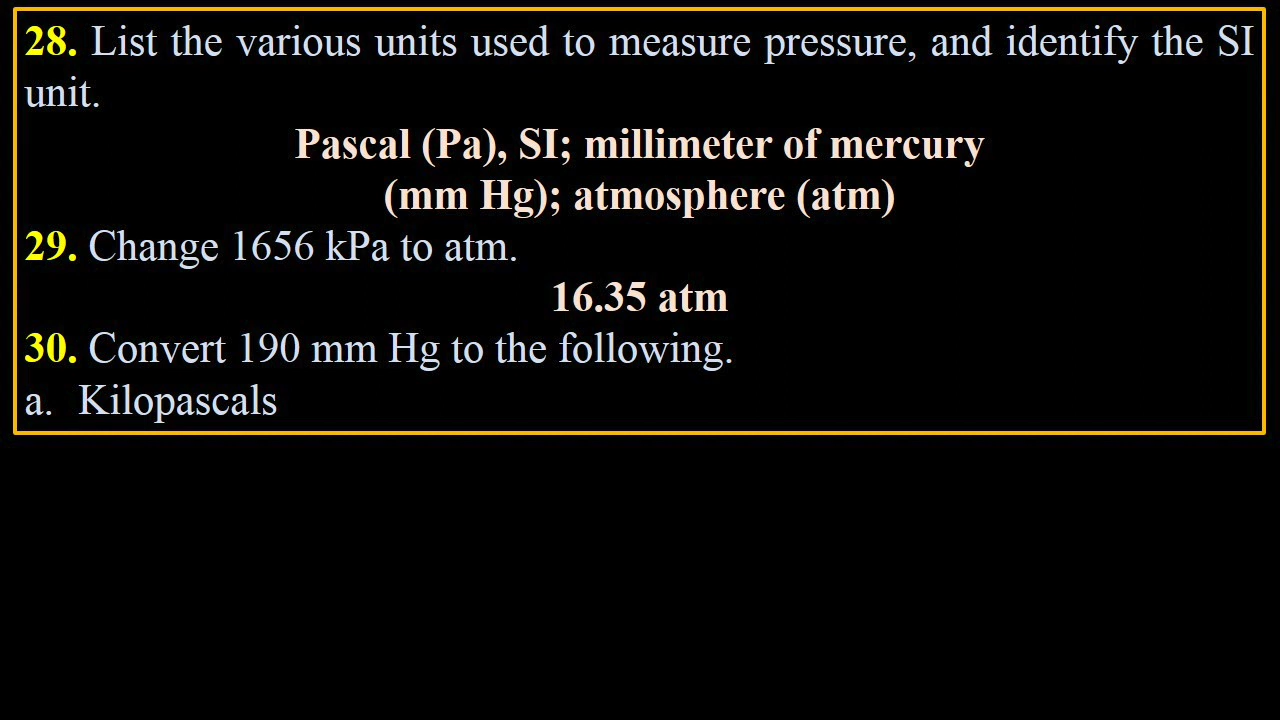 28. List the various units used to measure pressure, and identify the SI
unit.
Pascal (Pa), SI; millimeter of mercury
(mm Hg); atmosphere (atm)
29. Change 1656 kPa to atm.
16.35 atm
30. Convert 190 mm Hg to the following.
a. Kilopascals